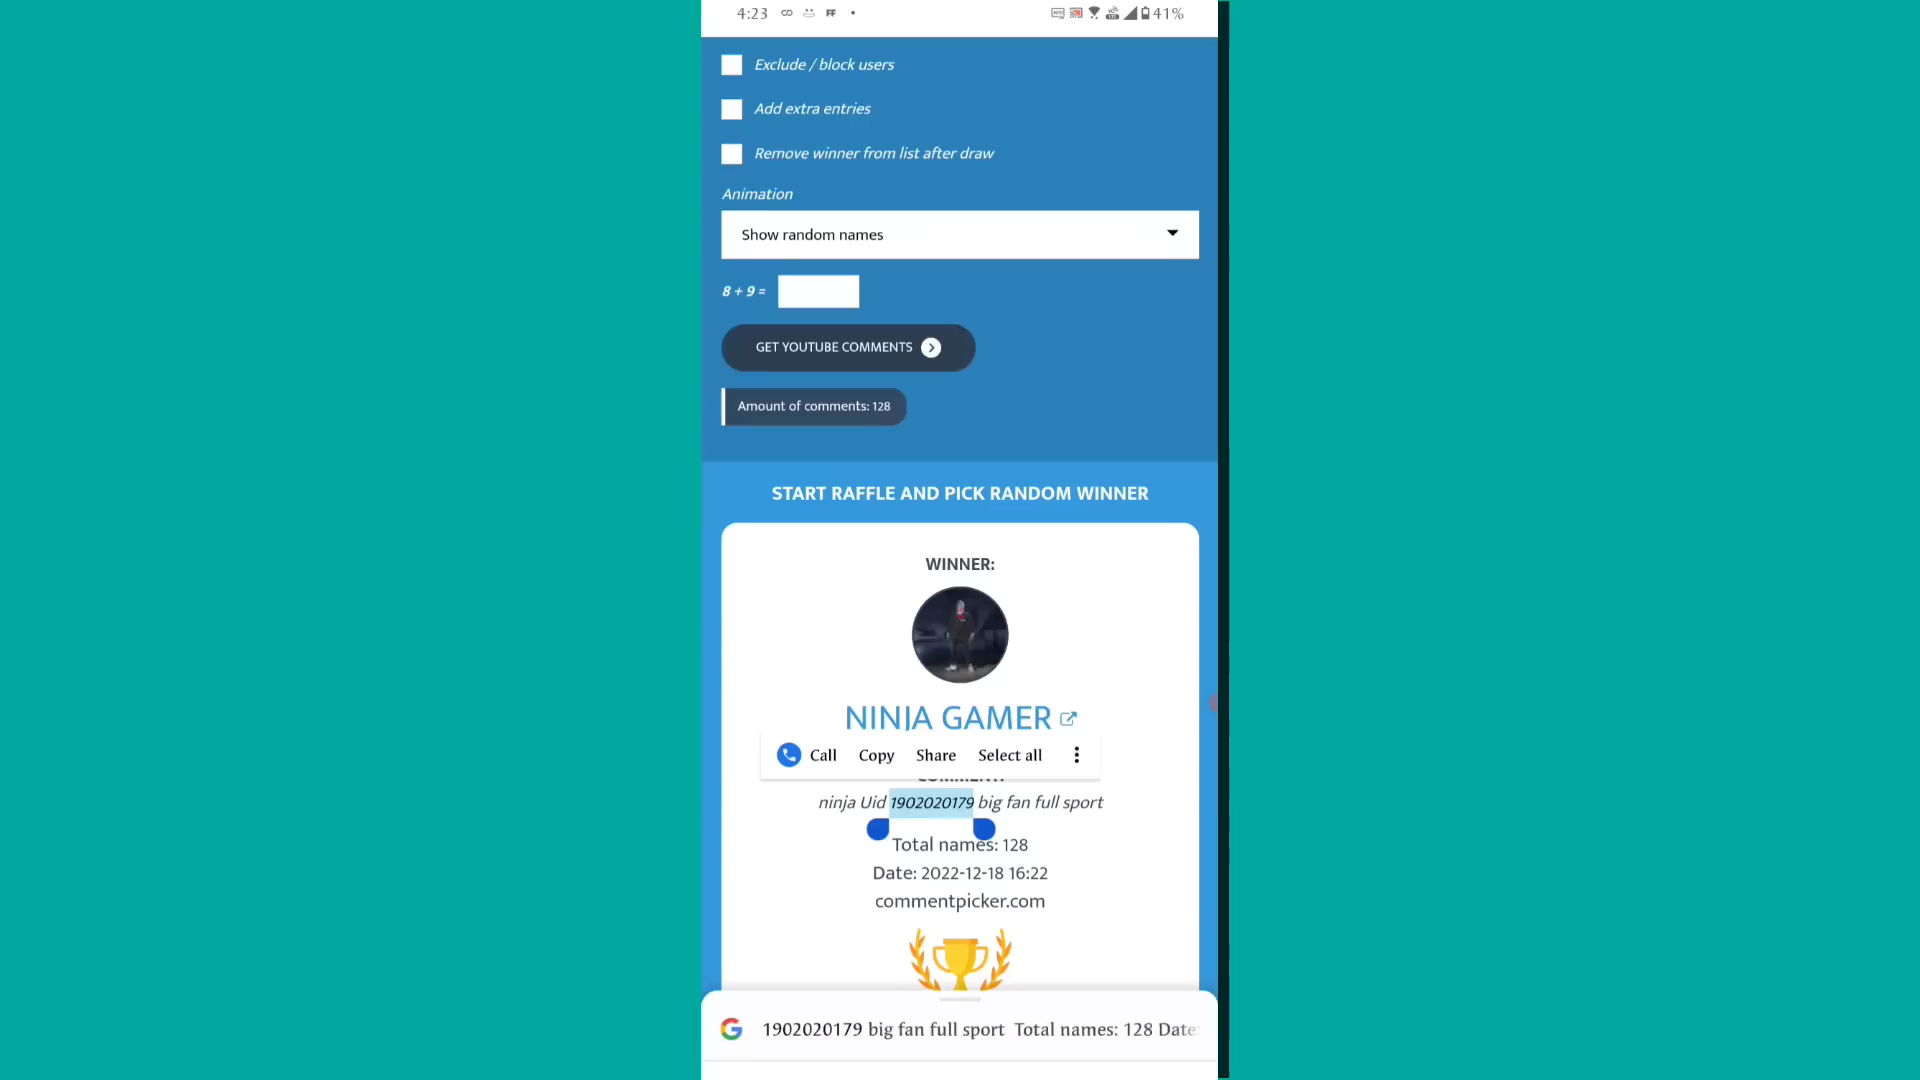 4:23
FF
41%
Exclude / block users
Add extra entries
Remove winner from list after draw
Animation
Show random names
8 + 9 =
GET YOUTUBE COMMENTS
Amount of comments: 128
START RAFFLE AND PICK RANDOM WINNER
WINNER:
NINJA GAMER
Call Copy Share Select all
ninja Uid 1902020179 big fan full sport
Total names: 128
Date: 2022-12-18 16:22
commentpicker.com
1902020179 big fan full sport Total names: 128 Date: